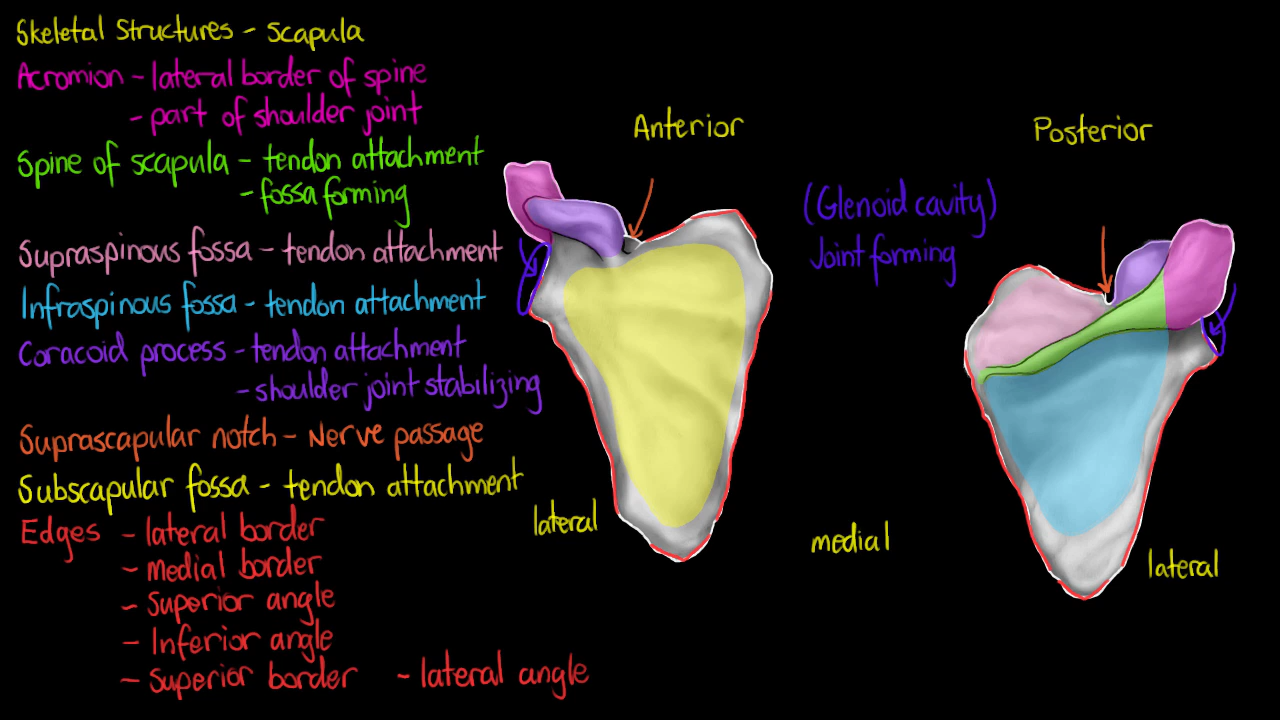 Skeletal Structures - scapula
Acromion - lateral border of spine
- part of shoulder joint
Spine of scapula - tendon attachment
- fossa forming
Supraspinous fossa - tendon attachment
Infraspinous fossa - tendon attachment
Coracoid process - tendon attachment
- shoulder joint stabilizing
Suprascapular notch - Nerve passage
Subscapular fossa - tendon attachment
Edges - lateral border
- Medial border
- Superior angle
- Inferior angle
- Superior border - lateral angle
Anterior
Posterior
(Glenoid cavity)
Joint forming
lateral
medial
lateral